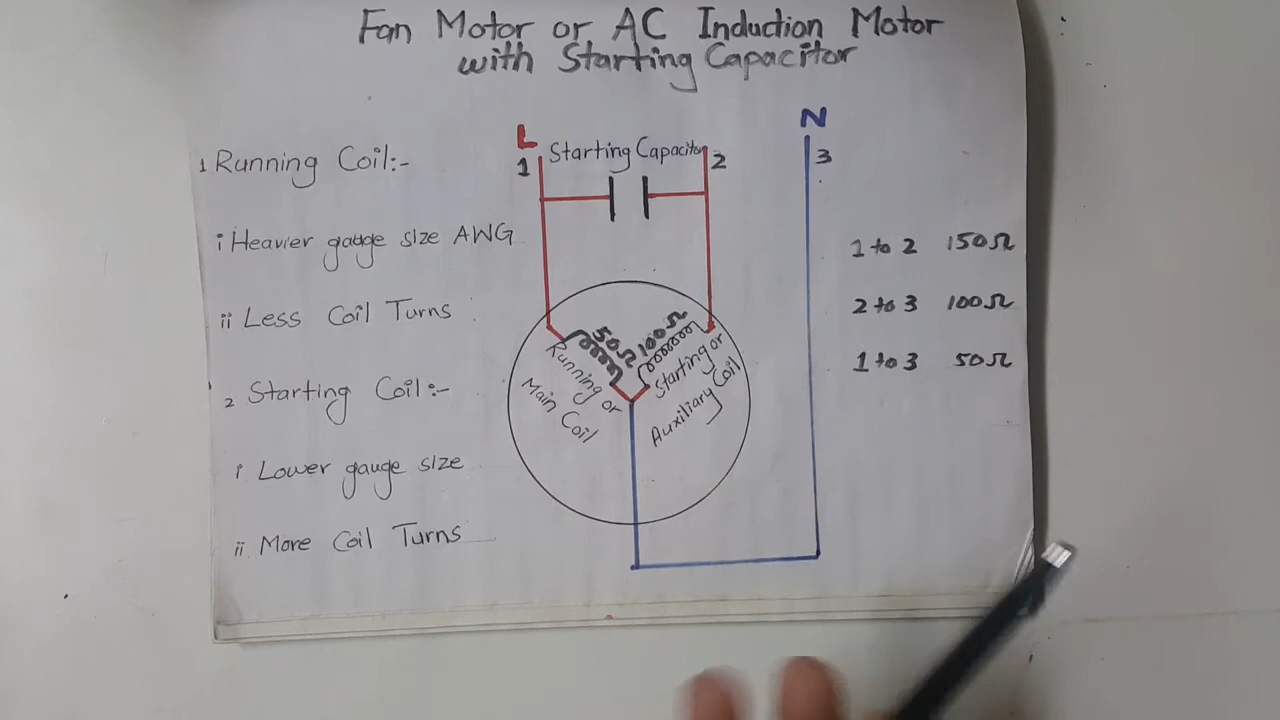 Fan Motor or AC Induction Motor
with Starting Capacitor
1 Running Coil:-
i Heavier gauge size AWG
ii Less Coil Turns
2 Starting Coil:-
i Lower gauge size
ii More Coil Turns
L
1
Starting Capacitor
2
N
3
50Ω
100Ω
Running or
Main Coil
Starting or
Auxiliary Coil
1 to 2 150Ω
2 to 3 100Ω
1 to 3 50Ω